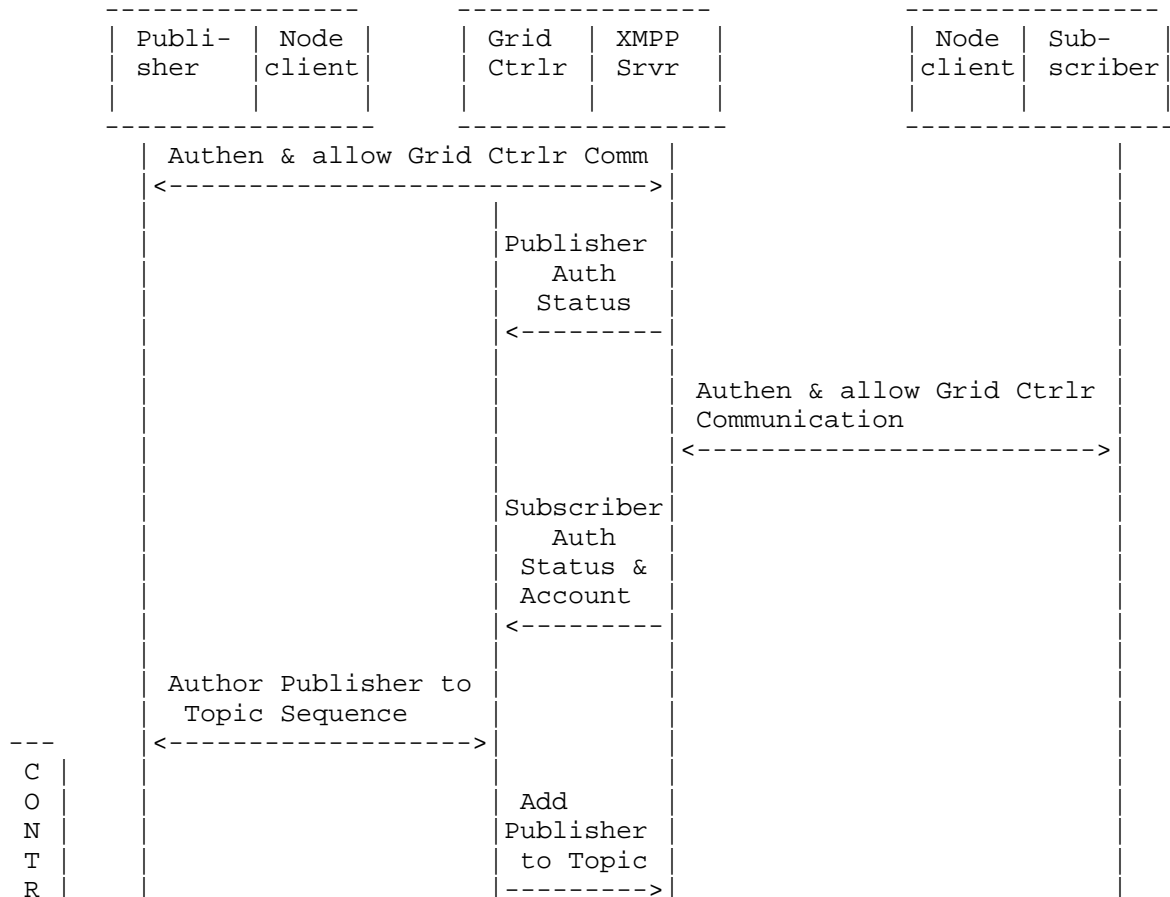 Publi- Node Grid XMPP Node Sub-
sher client Ctrlr Srvr client scriber
Authen & allow Grid Ctrlr Comm
Publisher
Auth
Status
Authen & allow Grid Ctrlr
Communication
Subscriber
Auth
Status &
Account
Author Publisher to
Topic Sequence
C
O Add
N Publisher
T to Topic
R